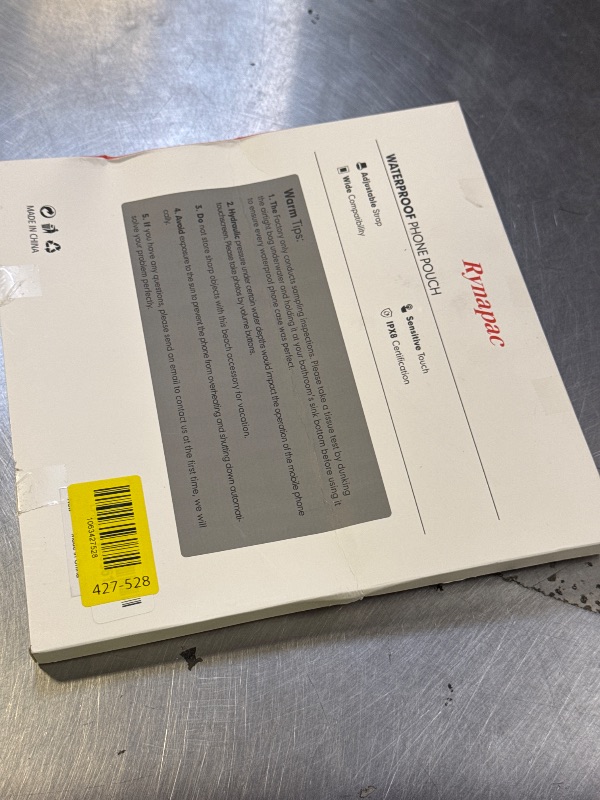 Rynapac
WATERPROOF PHONE POUCH
Adjustable Strap
Sensitive Touch
Wide Compatibility
IPX8 Certification
Warm Tips:
1. The Factory only conducts sampling inspections. Please take a tissue test by dunking
the airtight bag underwater and holding it at your bathroom's sink bottom before using it
to ensure every waterproof phone case was perfect.
2. Hydraulic pressure under certain water depths would impact the operation of the mobile phone
touchscreen. Please take photos by volume buttons.
3. Do not store sharp objects with this beach accessory for vacation.
4. Avoid exposure to the sun to prevent the phone from overheating and shutting down automati-
cally.
5. If you have any questions, please send an email to contact us at the first time, we will
solve your problem perfectly.
MADE IN CHINA
1063427528
427-528